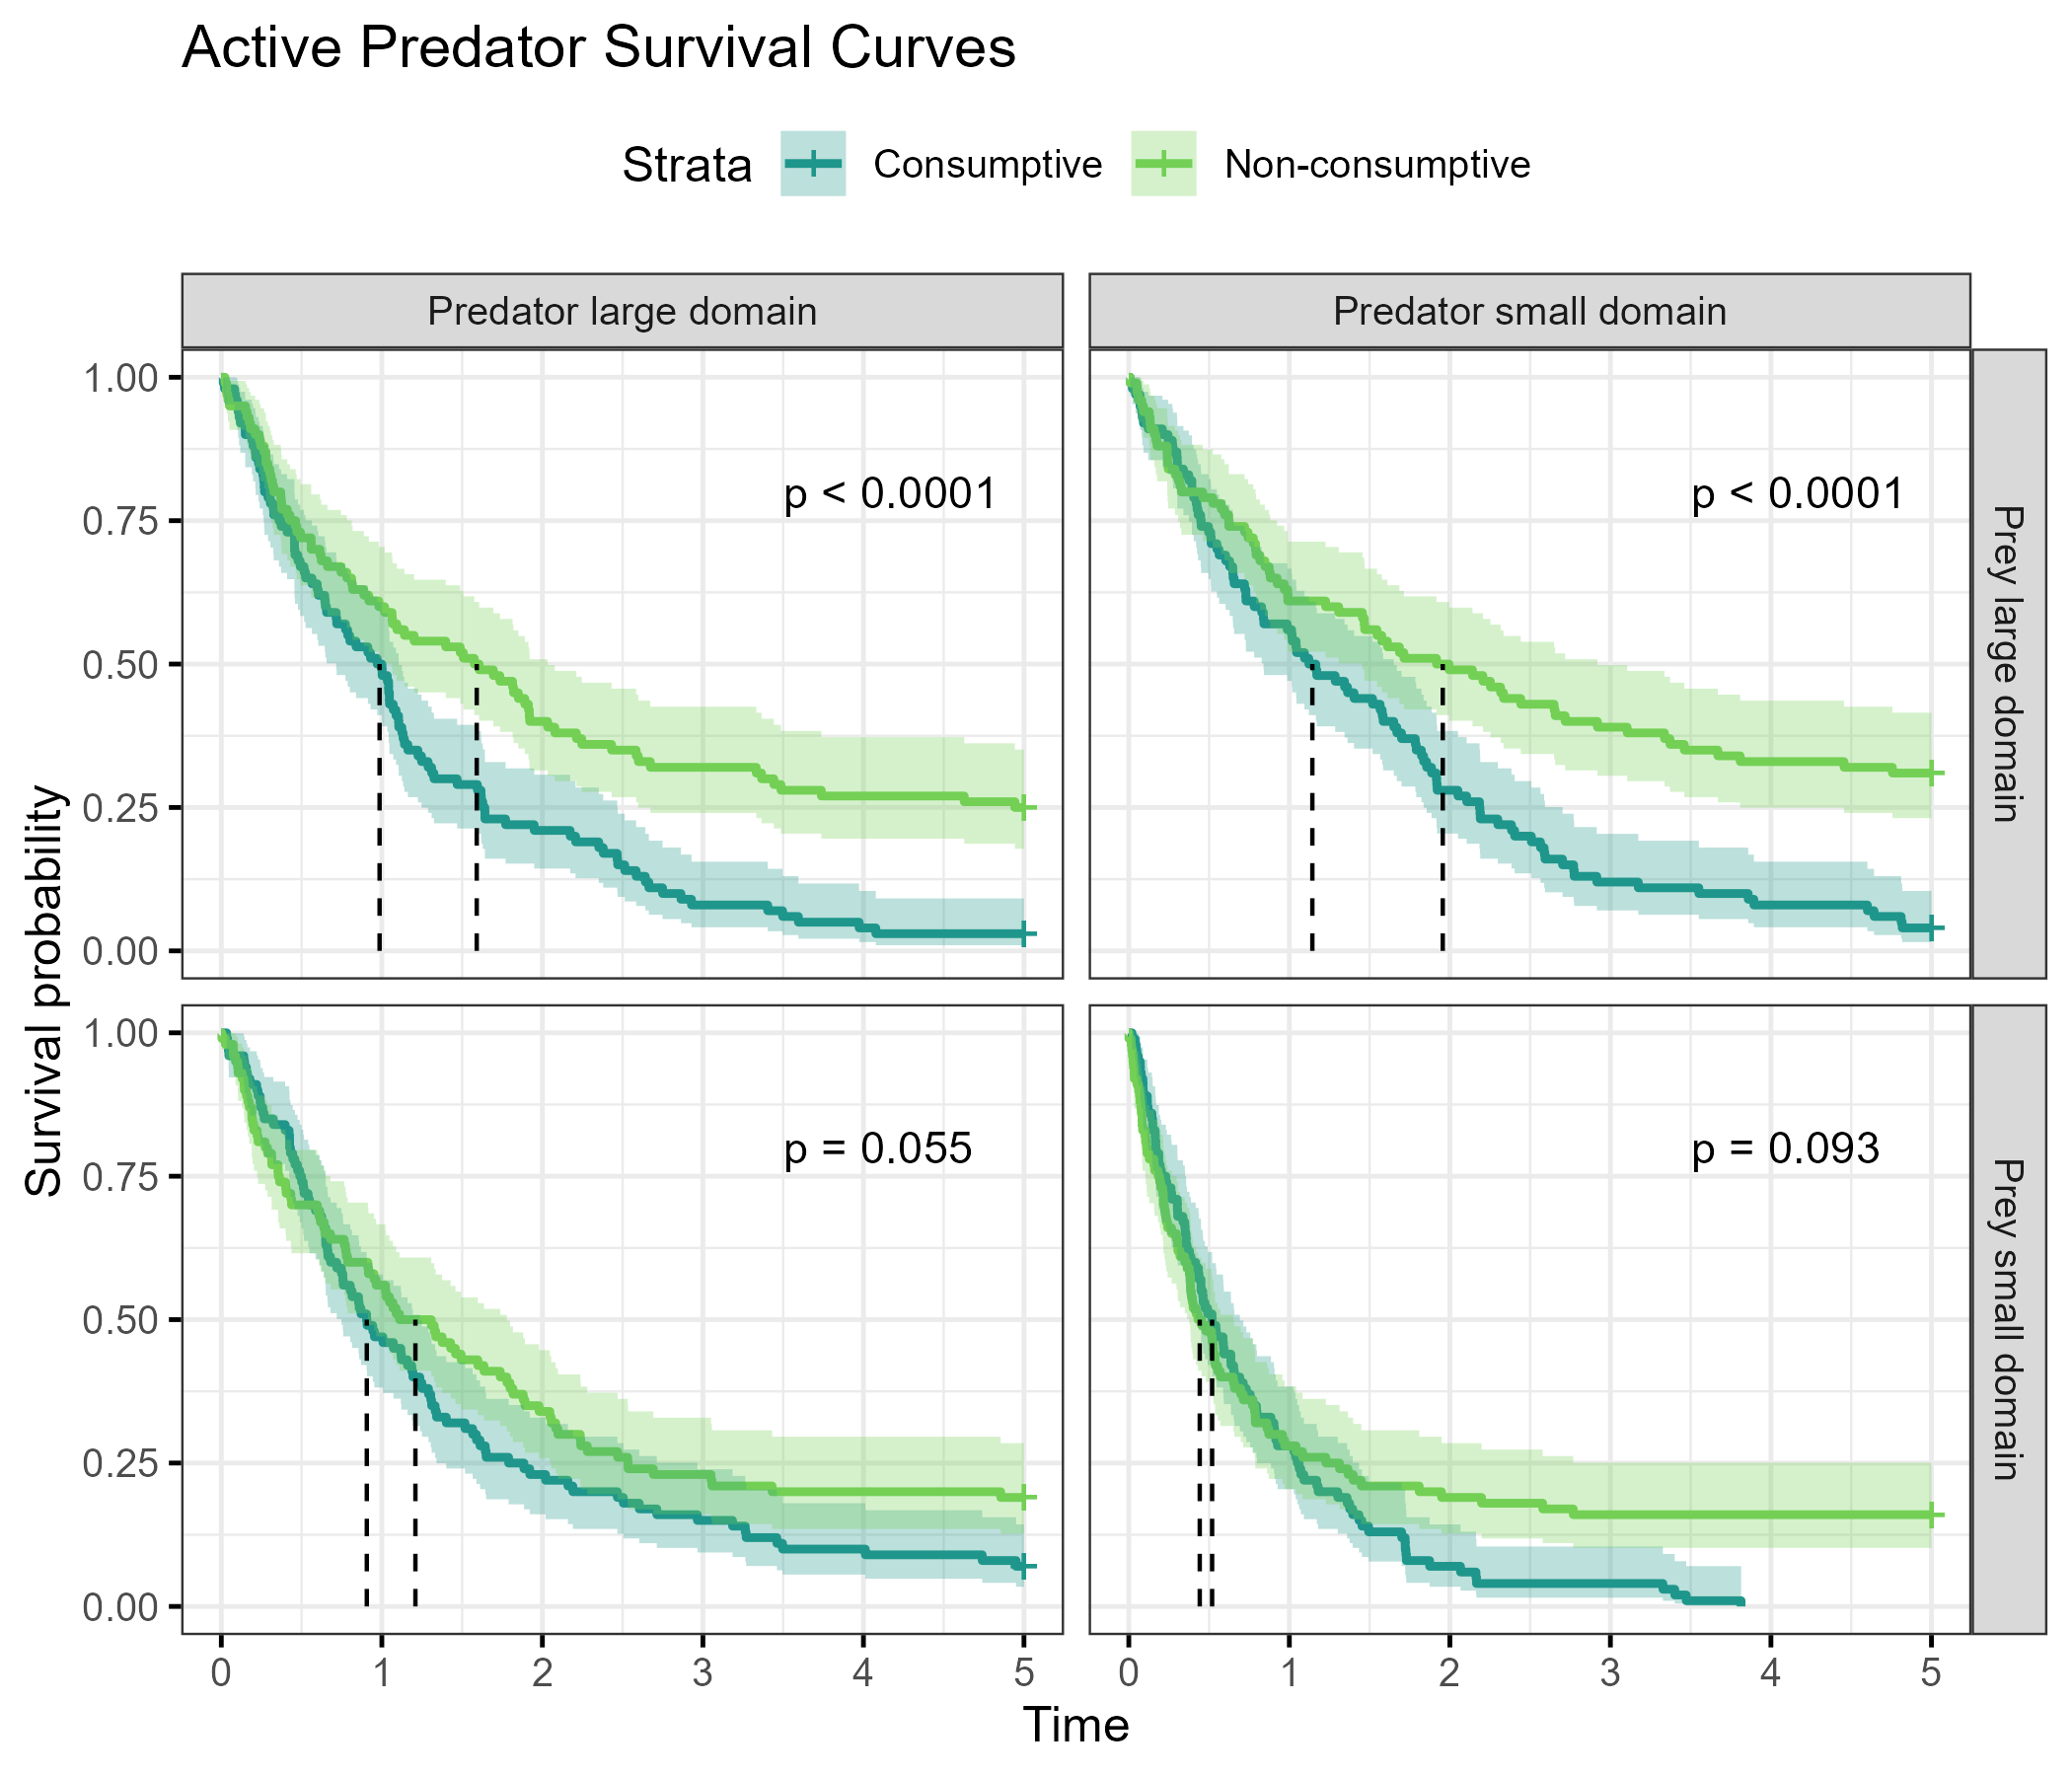 Active Predator Survival Curves
Strata Consumptive Non-consumptive
Predator large domain
Predator small domain
Survival probability
1.00
0.75
0.50
0.25
0.00
p < 0.0001
p < 0.0001
Prey large domain
1.00
0.75
0.50
0.25
0.00
p = 0.055
p = 0.093
Prey small domain
0 1 2 3 4 5
0 1 2 3 4 5
Time